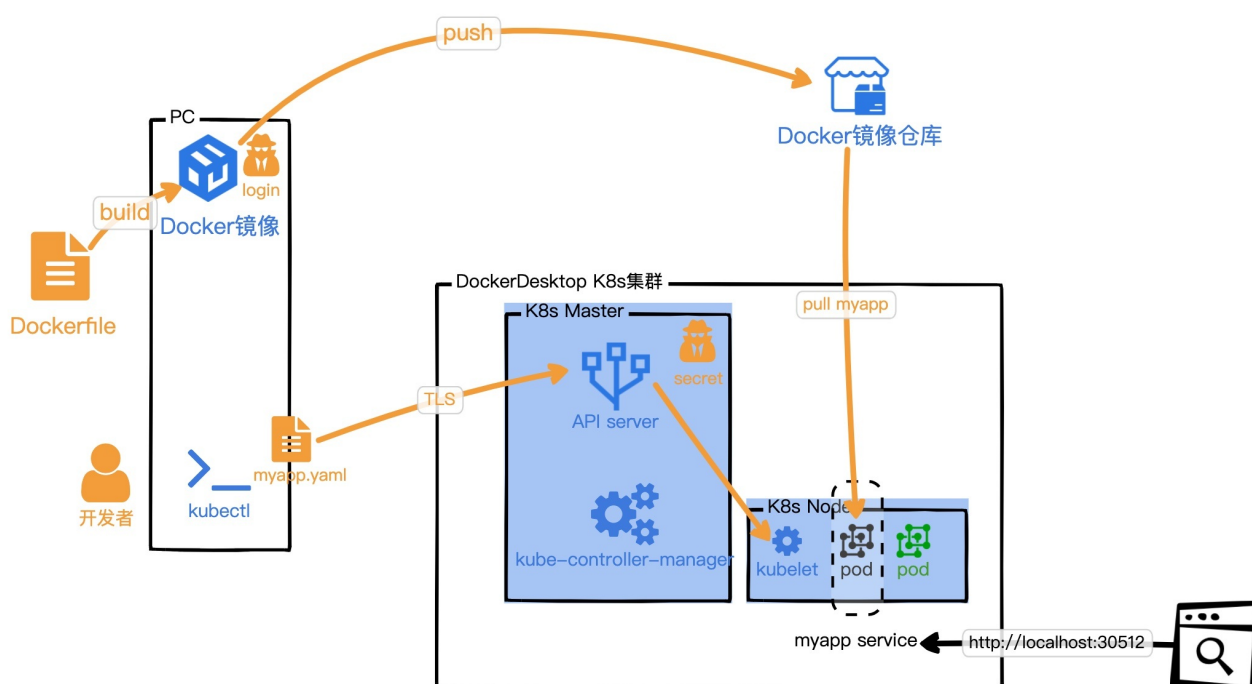 push
Docker镜像仓库
PC
login
build
Docker镜像
Dockerfile
DockerDesktop K8s集群
pull myapp
K8s Master
secret
TLS
API server
myapp.yaml
开发者
kubectl
kube-controller-manager
K8s Node
kubelet
pod
pod
myapp service
http://localhost:30512